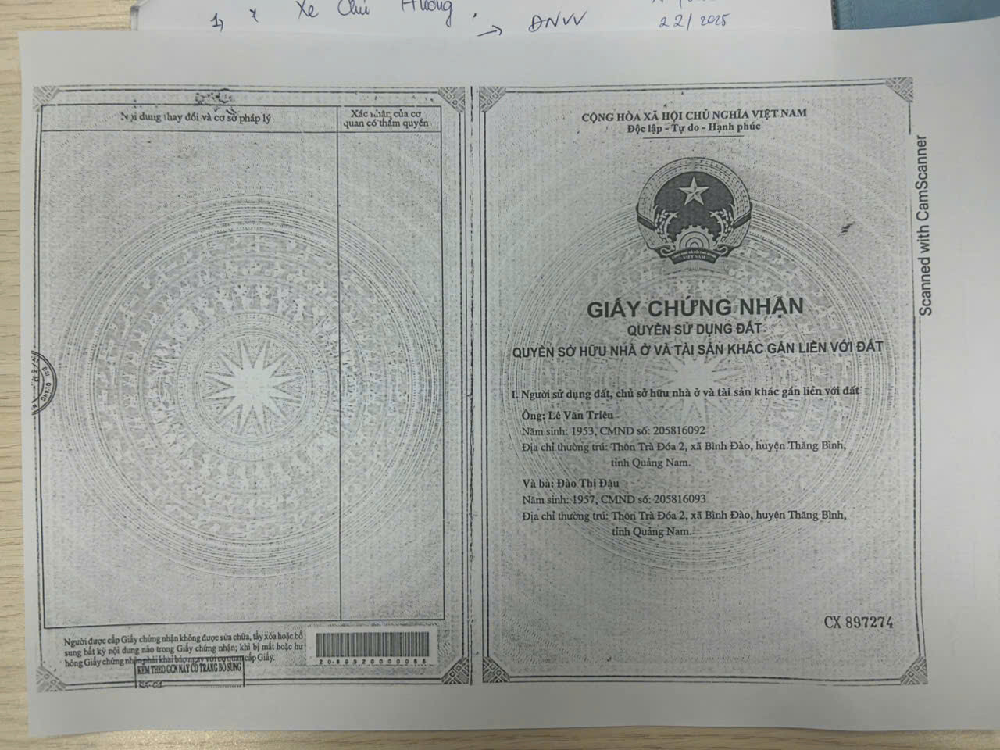 1, * Xe Chú Hương
→ ĐNVV
22/2025
Nội dung thay đổi và cơ sở pháp lý
Xác nhận của cơ
quan có thẩm quyền
Người được cấp Giấy chứng nhận không được sửa chữa, tẩy xóa hoặc bổ
sung bất kỳ nội dung nào trong Giấy chứng nhận; khi bị mất hoặc hư
hỏng Giấy chứng nhận phải khai báo ngay với cơ quan cấp Giấy.
KÈM THEO GCN NÀY CÓ TRANG BỔ SUNG
CỘNG HÒA XÃ HỘI CHỦ NGHĨA VIỆT NAM
Độc lập - Tự do - Hạnh phúc
VIỆT NAM
GIẤY CHỨNG NHẬN
QUYỀN SỬ DỤNG ĐẤT
QUYỀN SỞ HỮU NHÀ Ở VÀ TÀI SẢN KHÁC GẮN LIỀN VỚI ĐẤT
I. Người sử dụng đất, chủ sở hữu nhà ở và tài sản khác gắn liền với đất
Ông: Lê Văn Triệu
Năm sinh: 1953, CMND số: 205816092
Địa chỉ thường trú: Thôn Trà Đóa 2, xã Bình Đào, huyện Thăng Bình,
tỉnh Quảng Nam.
Và bà: Đào Thị Đậu
Năm sinh: 1957, CMND số: 205816093
Địa chỉ thường trú: Thôn Trà Đóa 2, xã Bình Đào, huyện Thăng Bình,
tỉnh Quảng Nam.
CX 897274
Scanned with CamScanner